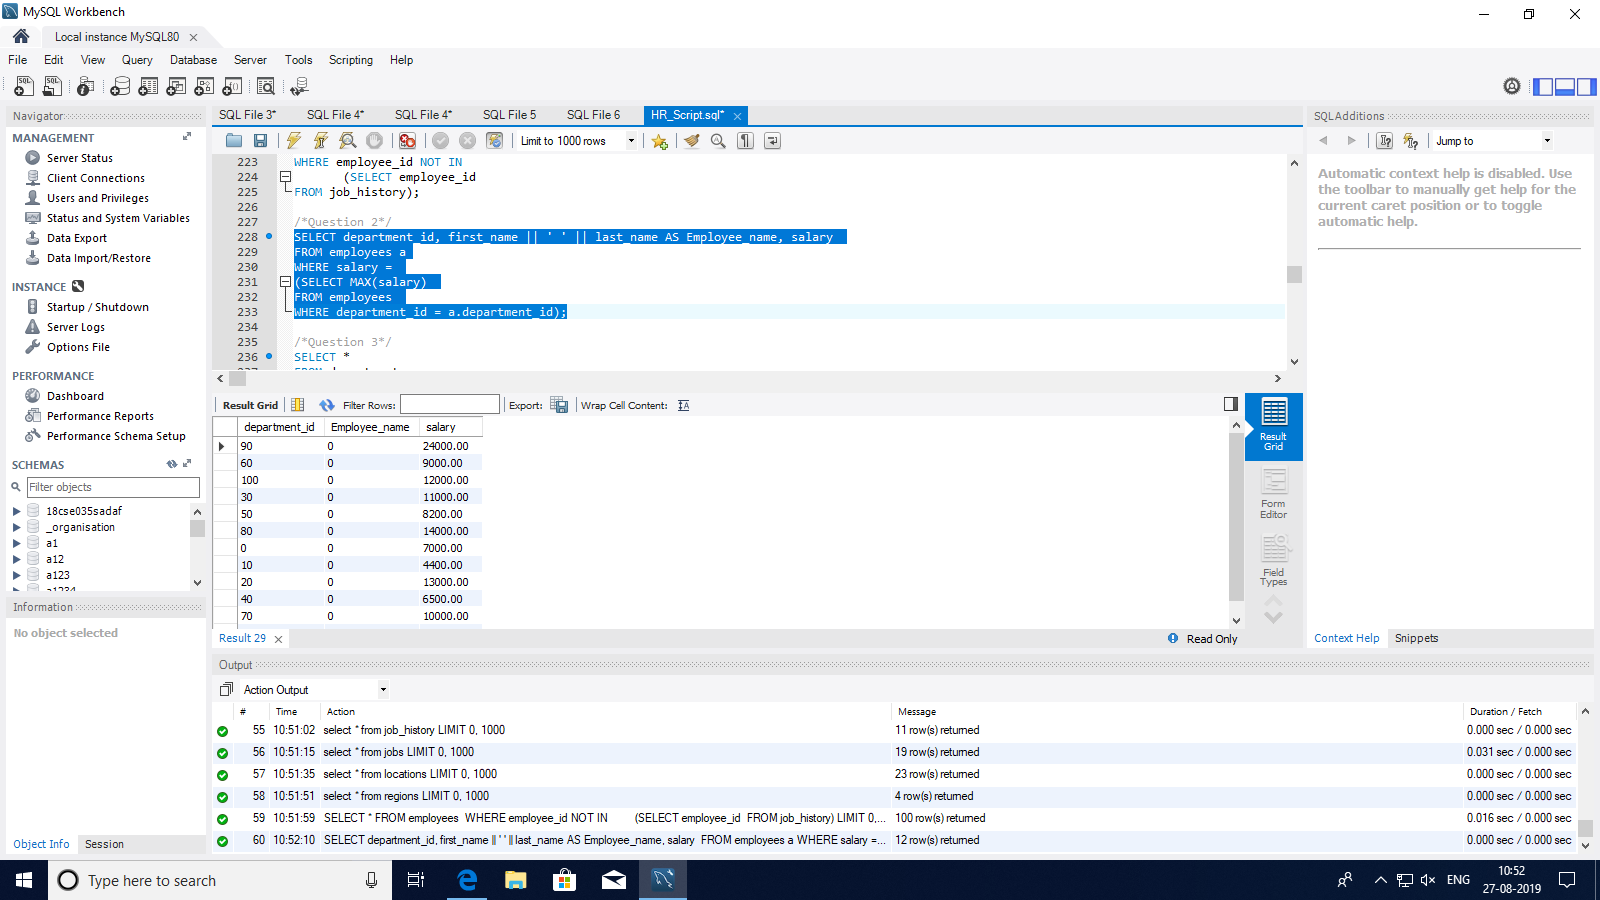 MySQL Workbench
Local instance MySQL80
File Edit View Query Database Server Tools Scripting Help
Navigator
MANAGEMENT
Server Status
Client Connections
Users and Privileges
Status and System Variables
Data Export
Data Import/Restore
INSTANCE
Startup / Shutdown
Server Logs
Options File
PERFORMANCE
Dashboard
Performance Reports
Performance Schema Setup
SCHEMAS
Filter objects
18cse035sadaf
_organisation
a1
a12
a123
a1234
Information
No object selected
Object Info Session
SQL File 3* SQL File 4* SQL File 4* SQL File 5 SQL File 6 HR_Script.sql*
Limit to 1000 rows
223 WHERE employee_id NOT IN
224 (SELECT employee_id
225 FROM job_history);
226
227 /*Question 2*/
228 SELECT department_id, first_name || ' ' || last_name AS Employee_name, salary
229 FROM employees a
230 WHERE salary =
231 (SELECT MAX(salary)
232 FROM employees
233 WHERE department_id = a.department_id);
234
235 /*Question 3*/
236 SELECT *
Result Grid Filter Rows: Export: Wrap Cell Content:
department_id Employee_name salary
90 0 24000.00
60 0 9000.00
100 0 12000.00
30 0 11000.00
50 0 8200.00
80 0 14000.00
0 0 7000.00
10 0 4400.00
20 0 13000.00
40 0 6500.00
70 0 10000.00
Result Grid
Form Editor
Field Types
Result 29
Read Only
SQLAdditions
Jump to
Automatic context help is disabled. Use
the toolbar to manually get help for the
current caret position or to toggle
automatic help.
Context Help Snippets
Output
Action Output
# Time Action Message Duration / Fetch
55 10:51:02 select * from job_history LIMIT 0, 1000 11 row(s) returned 0.000 sec / 0.000 sec
56 10:51:15 select * from jobs LIMIT 0, 1000 19 row(s) returned 0.031 sec / 0.000 sec
57 10:51:35 select * from locations LIMIT 0, 1000 23 row(s) returned 0.000 sec / 0.000 sec
58 10:51:51 select * from regions LIMIT 0, 1000 4 row(s) returned 0.000 sec / 0.000 sec
59 10:51:59 SELECT * FROM employees WHERE employee_id NOT IN (SELECT employee_id FROM job_history) LIMIT 0,... 100 row(s) returned 0.016 sec / 0.000 sec
60 10:52:10 SELECT department_id, first_name || ' ' || last_name AS Employee_name, salary FROM employees a WHERE salary =... 12 row(s) returned 0.000 sec / 0.000 sec
Type here to search
ENG
10:52
27-08-2019